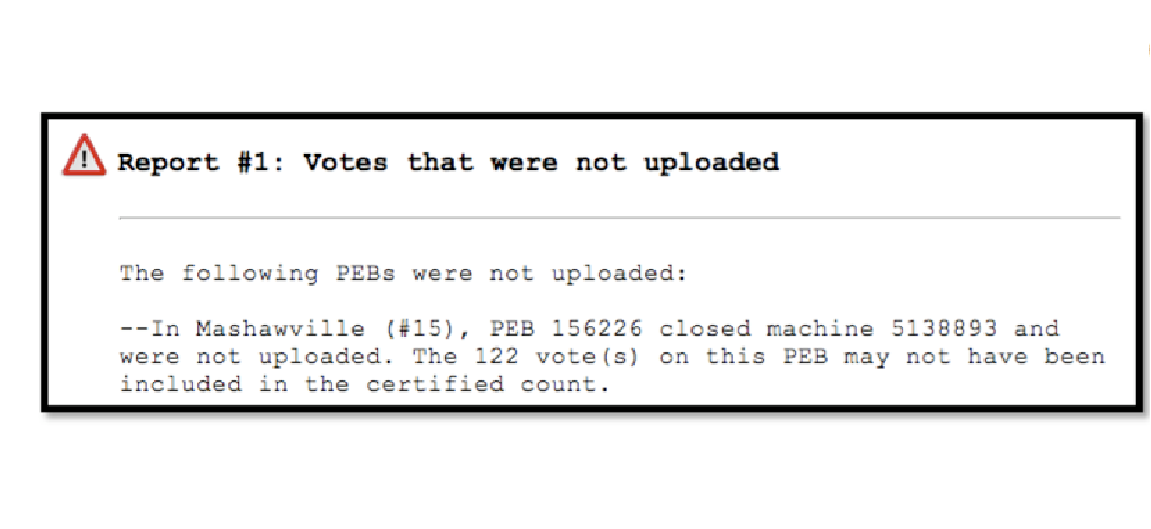 Report #1: Votes that were not uploaded
The following PEBs were not uploaded:
--In Mashawville (#15), PEB 156226 closed machine 5138893 and
were not uploaded. The 122 vote(s) on this PEB may not have been
included in the certified count.